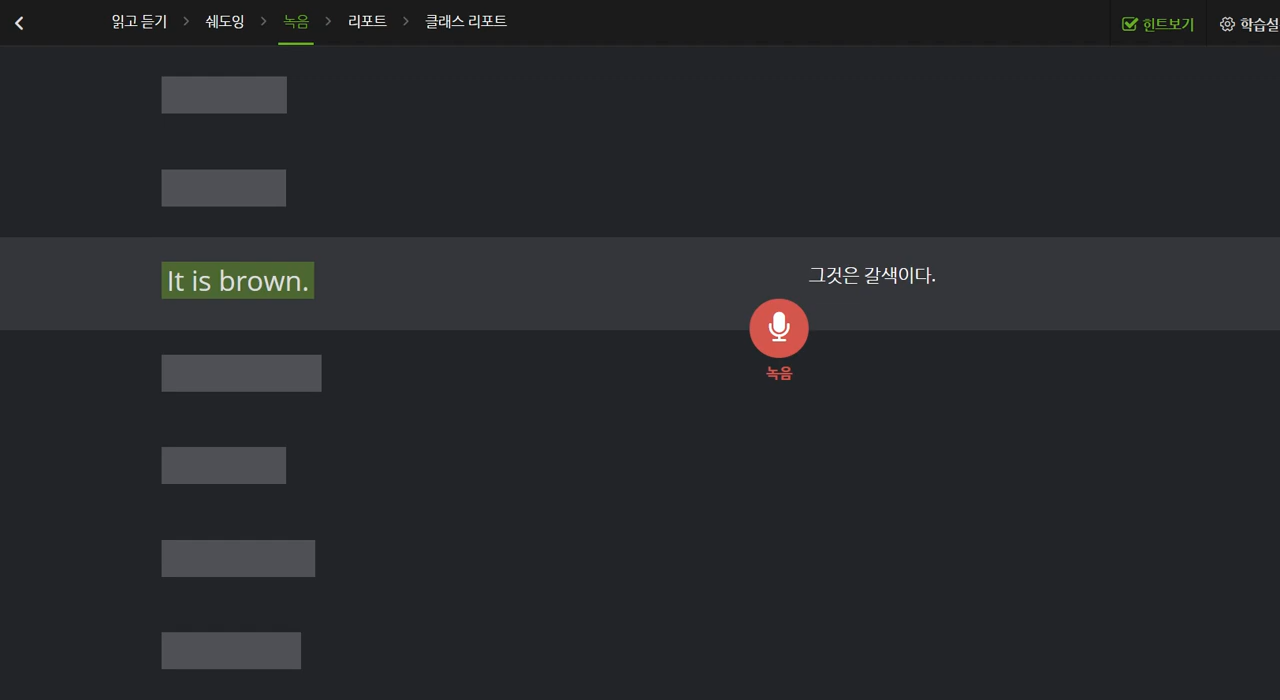 읽고 듣기 > 쉐도잉 > 녹음 > 리포트 > 클래스 리포트
힌트보기
학습설
It is brown.
그것은 갈색이다.
녹음